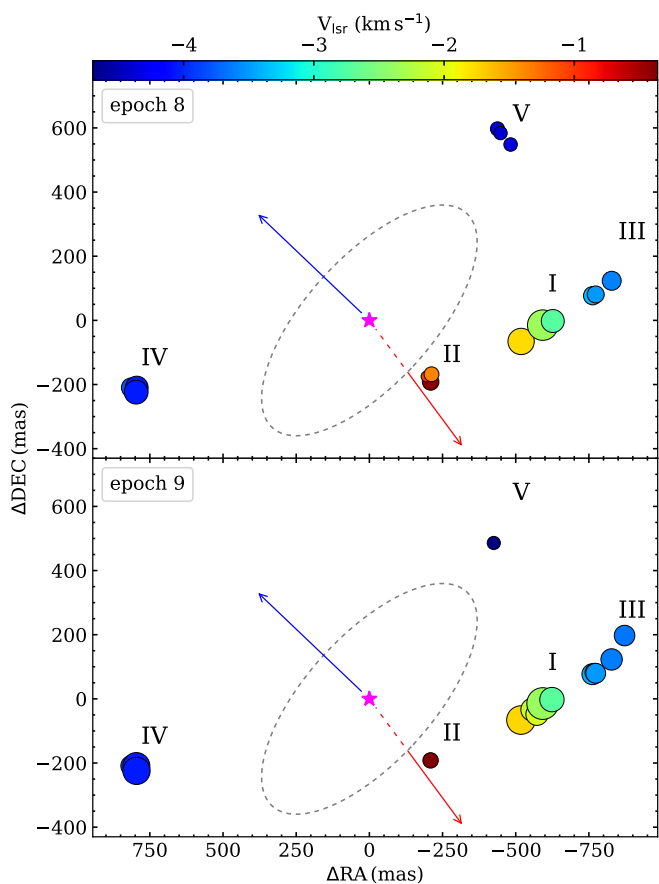 V_lsr (km s⁻¹)
−4 −3 −2 −1
epoch 8
V
600
400
III
200
I
0
II
IV
−200
−400
ΔDEC (mas)
epoch 9
V
600
400
III
200
I
0
II
IV
−200
−400
750 500 250 0 −250 −500 −750
ΔRA (mas)